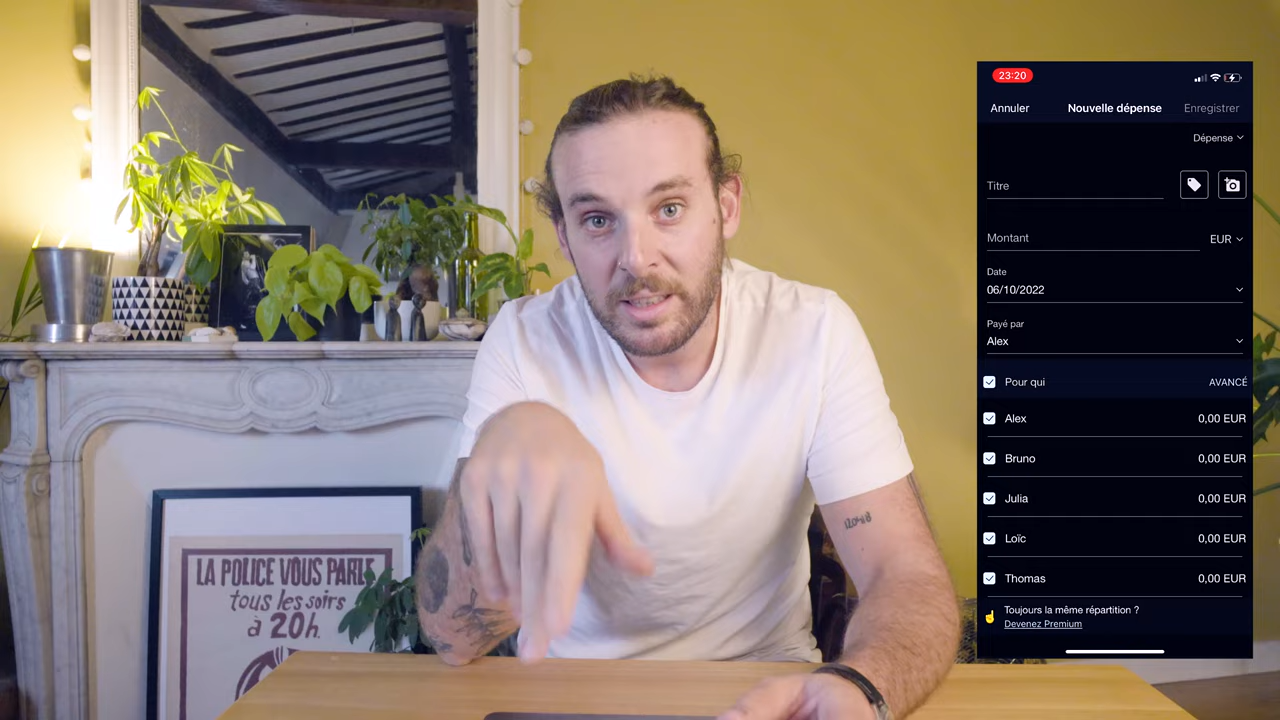 LA POLICE VOUS PARLE
tous les soirs
à 20h.
23:20
Annuler Nouvelle dépense Enregistrer
Dépense
Titre
Montant EUR
Date
06/10/2022
Payé par
Alex
Pour qui AVANCÉ
Alex 0,00 EUR
Bruno 0,00 EUR
Julia 0,00 EUR
Loïc 0,00 EUR
Thomas 0,00 EUR
Toujours la même répartition ?
Devenez Premium